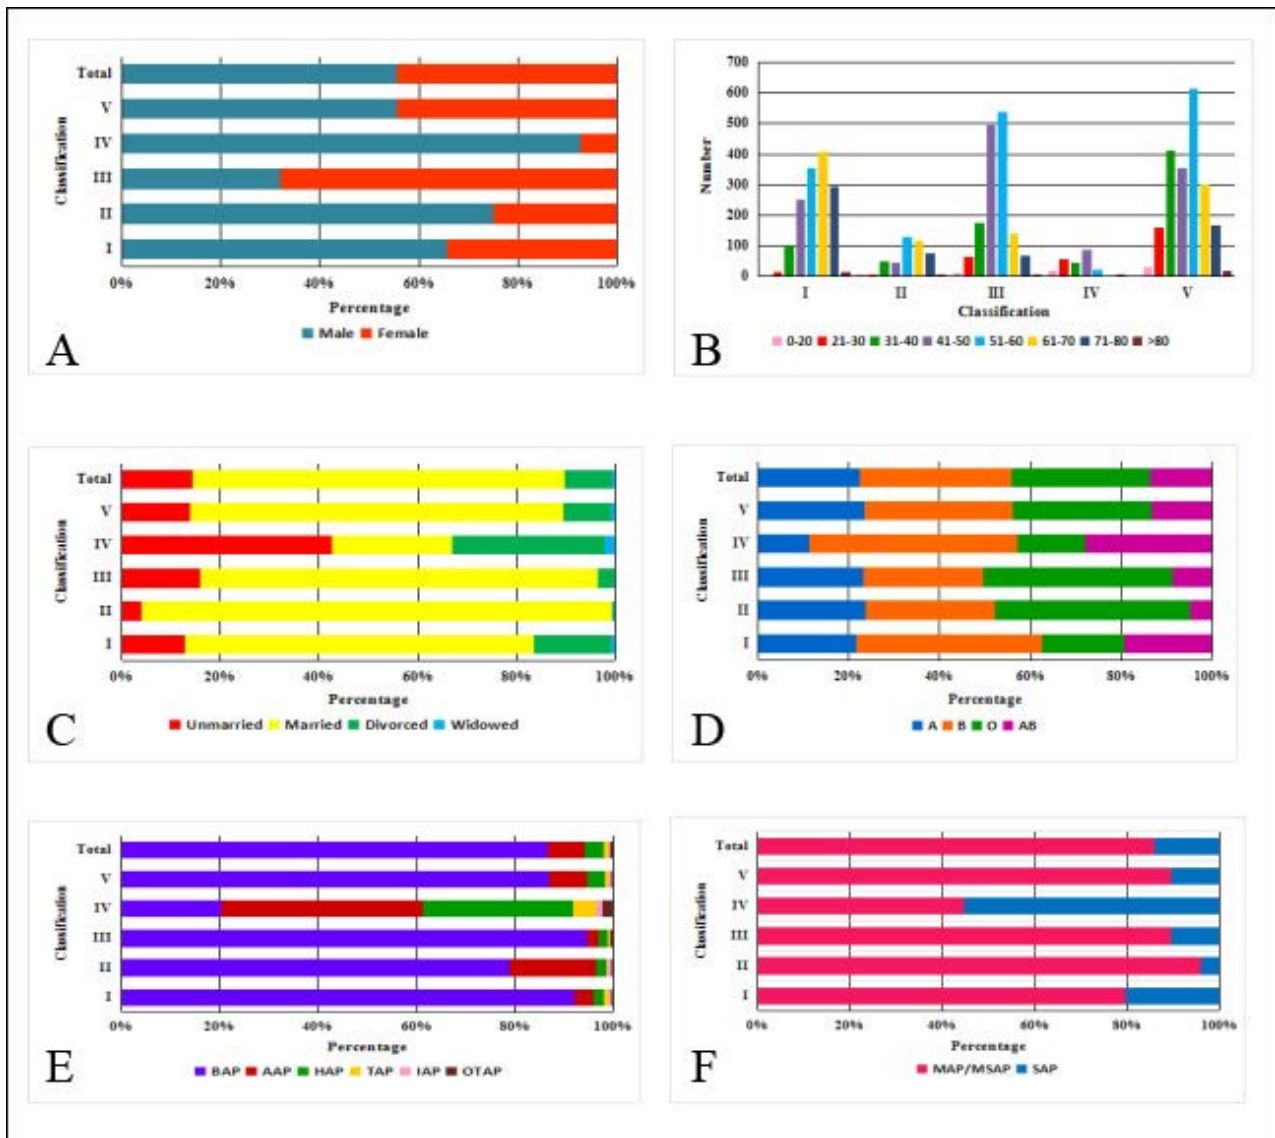 Total
V
IV
III
II
I
Classification
0% 20% 40% 60% 80% 100%
Percentage
Male Female
A
700
600
500
400
300
200
100
0
Number
I II III IV V
Classification
0-20 21-30 31-40 41-50 51-60 61-70 71-80 >80
B
Total
V
IV
III
II
I
Classification
0% 20% 40% 60% 80% 100%
Percentage
Unmarried Married Divorced Widowed
C
Total
V
IV
III
II
I
Classification
0% 20% 40% 60% 80% 100%
Percentage
A B O AB
D
Total
V
IV
III
II
I
Classification
0% 20% 40% 60% 80% 100%
Percentage
BAP AAP HAP TAP IAP OTAP
E
Total
V
IV
III
II
I
Classification
0% 20% 40% 60% 80% 100%
Percentage
MAP/MSAP SAP
F